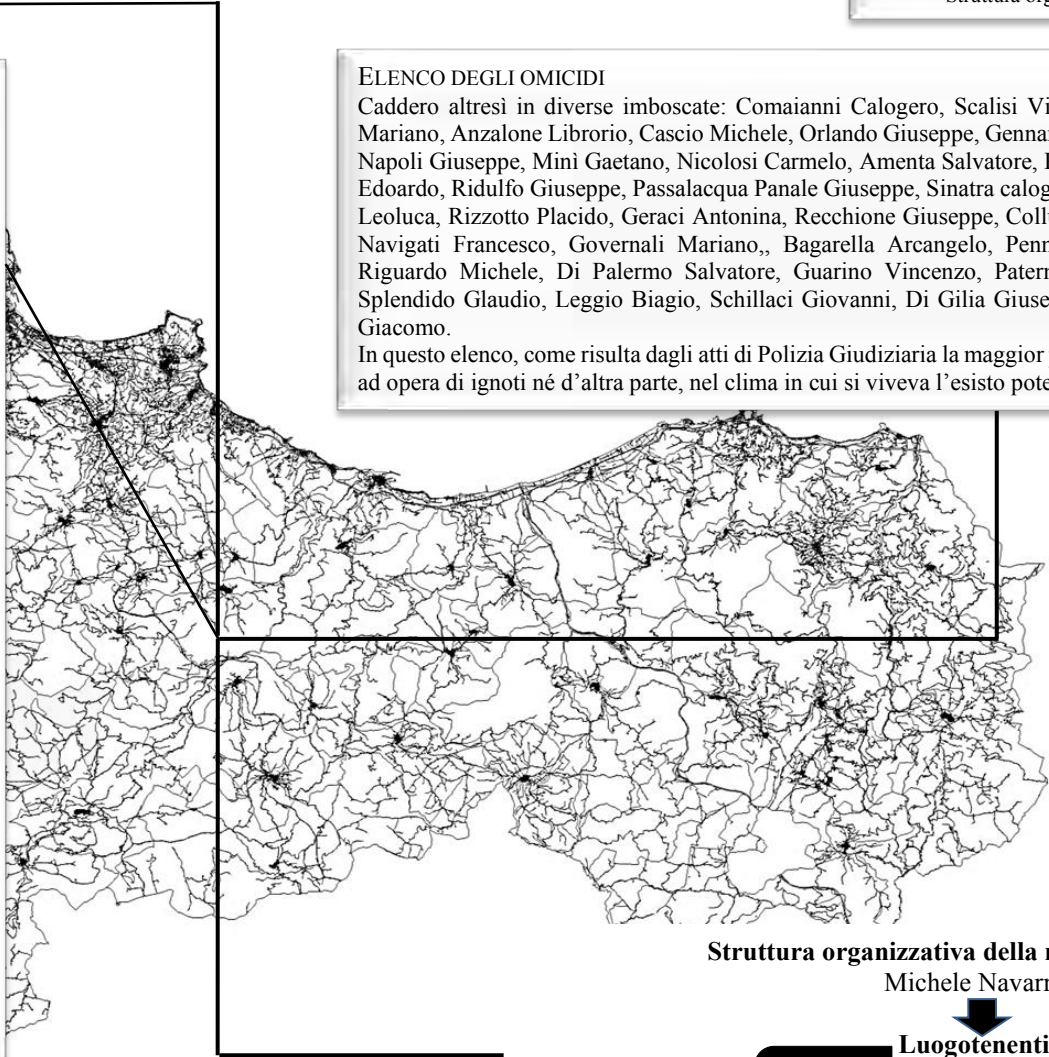 Struttura org
ELENCO DEGLI OMICIDI
Caddero altresì in diverse imboscate: Comaianni Calogero, Scalisi Vi
Mariano, Anzalone Librorio, Cascio Michele, Orlando Giuseppe, Genna
Napoli Giuseppe, Minì Gaetano, Nicolosi Carmelo, Amenta Salvatore,
Edoardo, Ridulfo Giuseppe, Passalacqua Panale Giuseppe, Sinatra calog
Leoluca, Rizzotto Placido, Geraci Antonina, Recchione Giuseppe, Coll
Navigati Francesco, Governali Mariano,, Bagarella Arcangelo, Penn
Riguardo Michele, Di Palermo Salvatore, Guarino Vincenzo, Patern
Splendido Glaudio, Leggio Biagio, Schillaci Giovanni, Di Gilia Giuse
Giacomo.
In questo elenco, come risulta dagli atti di Polizia Giudiziaria la maggior
ad opera di ignoti né d'altra parte, nel clima in cui si viveva l'esisto pote
Struttura organizzativa della
Michele Navarr
Luogotenenti